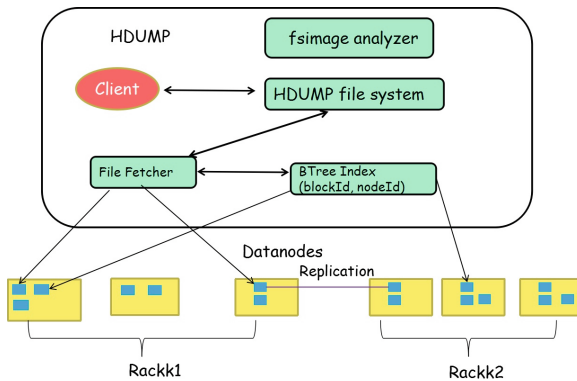 HDUMP
fsimage analyzer
Client
HDUMP file system
File Fetcher
BTree Index
(blockId, nodeId)
Datanodes
Replication
Rackk1
Rackk2